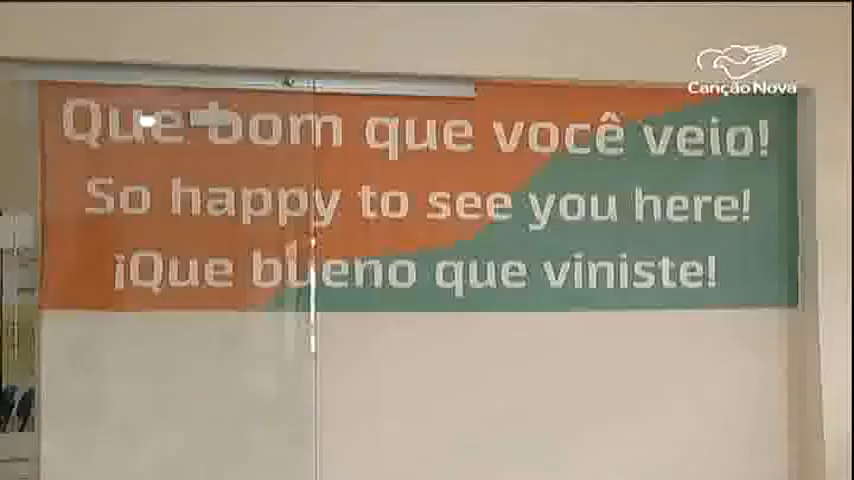 Canção Nova
Que bom que você veio!
So happy to see you here!
¡Que bueno que viniste!